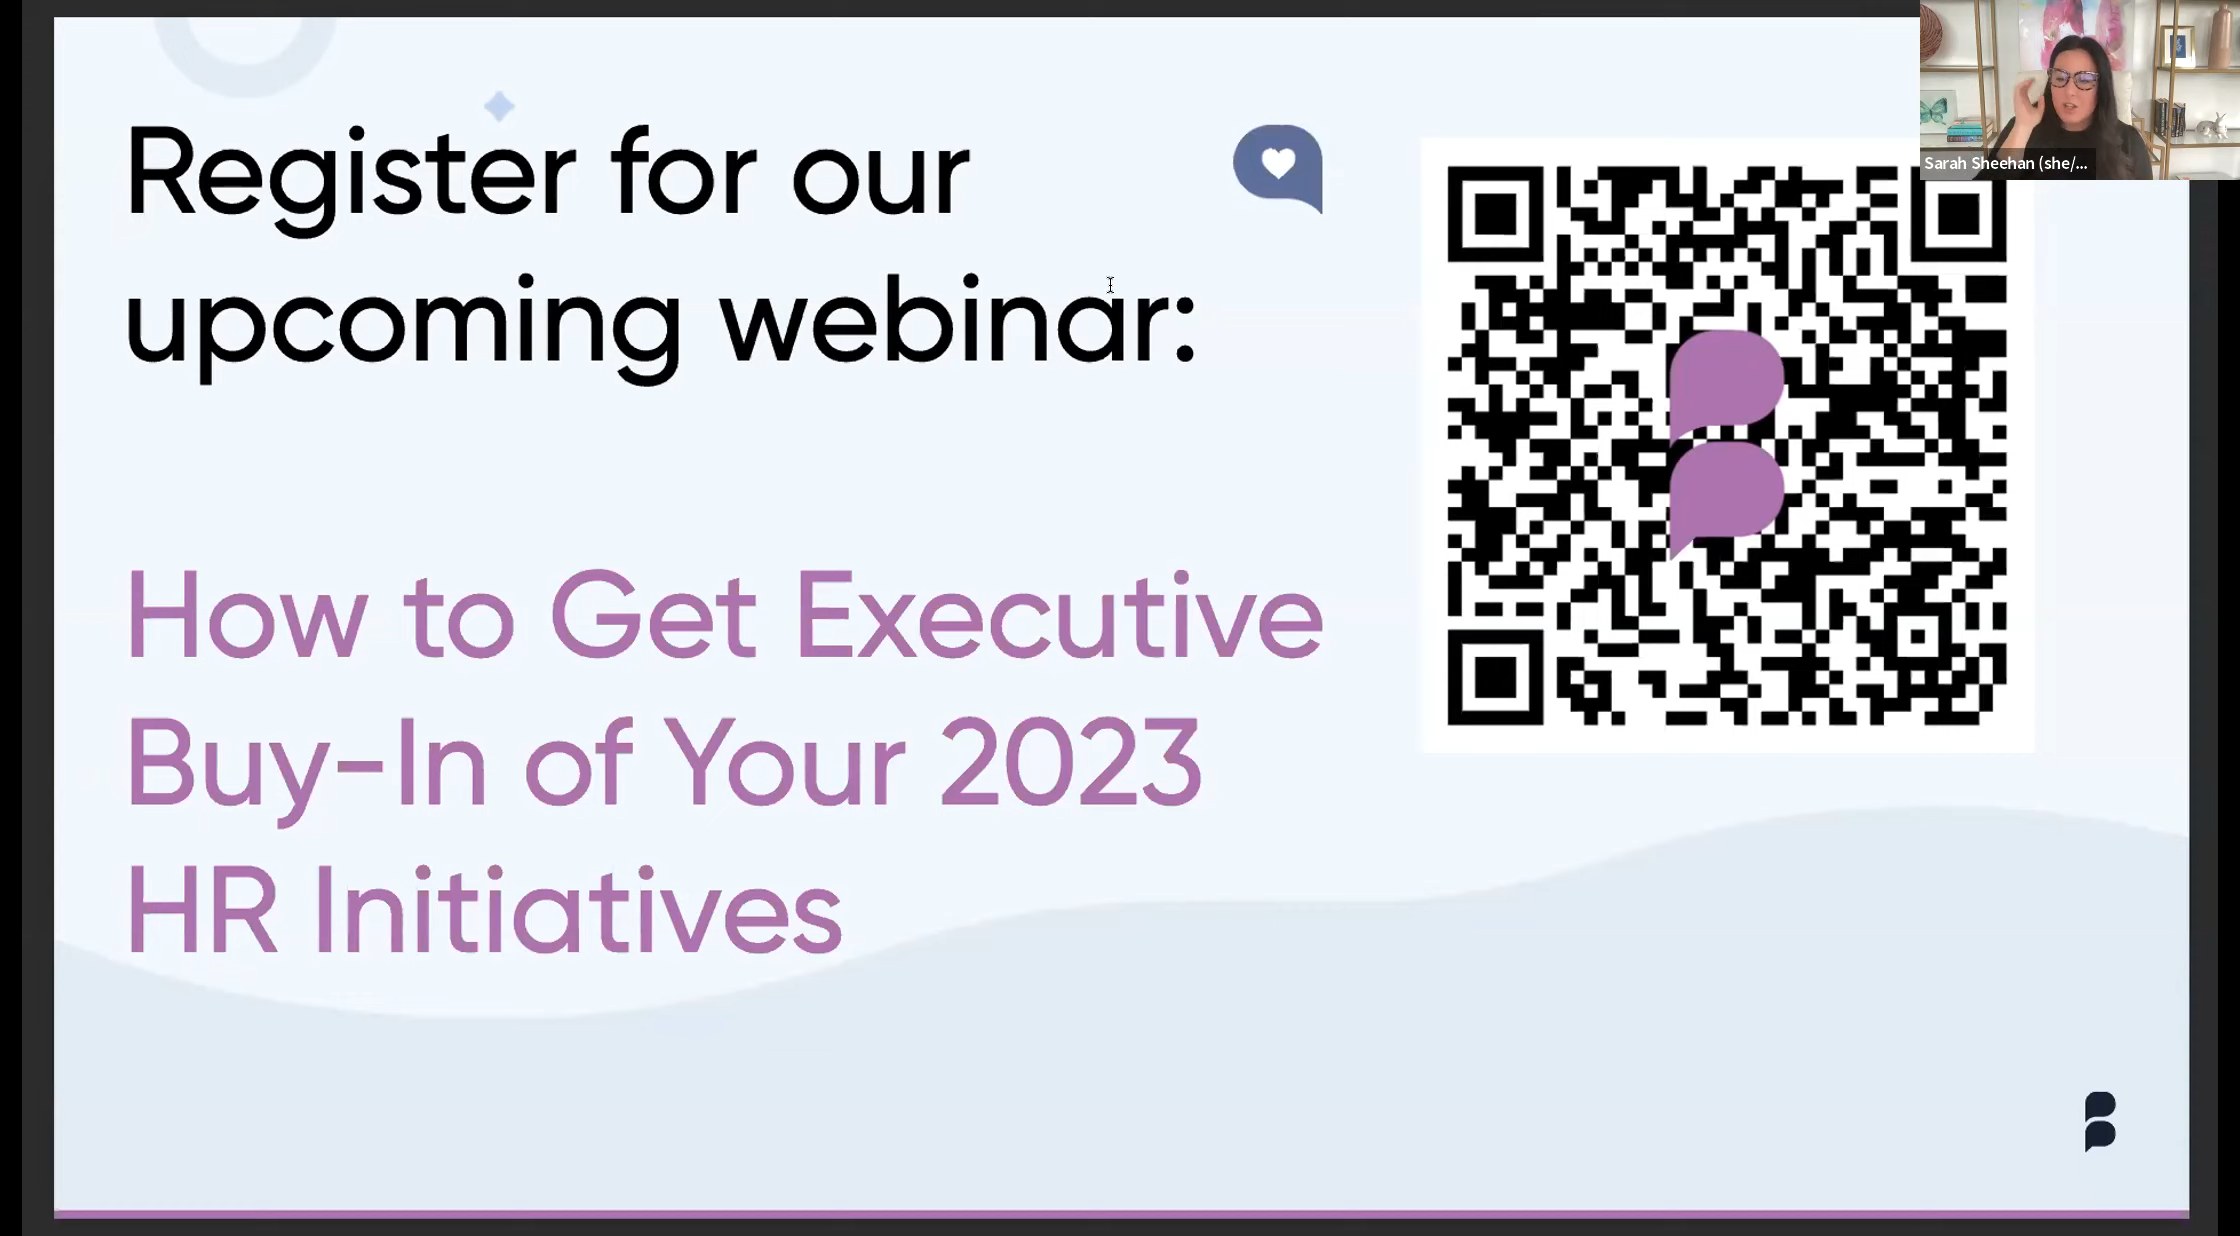 Register for our
upcoming webinar:
How to Get Executive
Buy-In of Your 2023
HR Initiatives
Sarah Sheehan (she/...